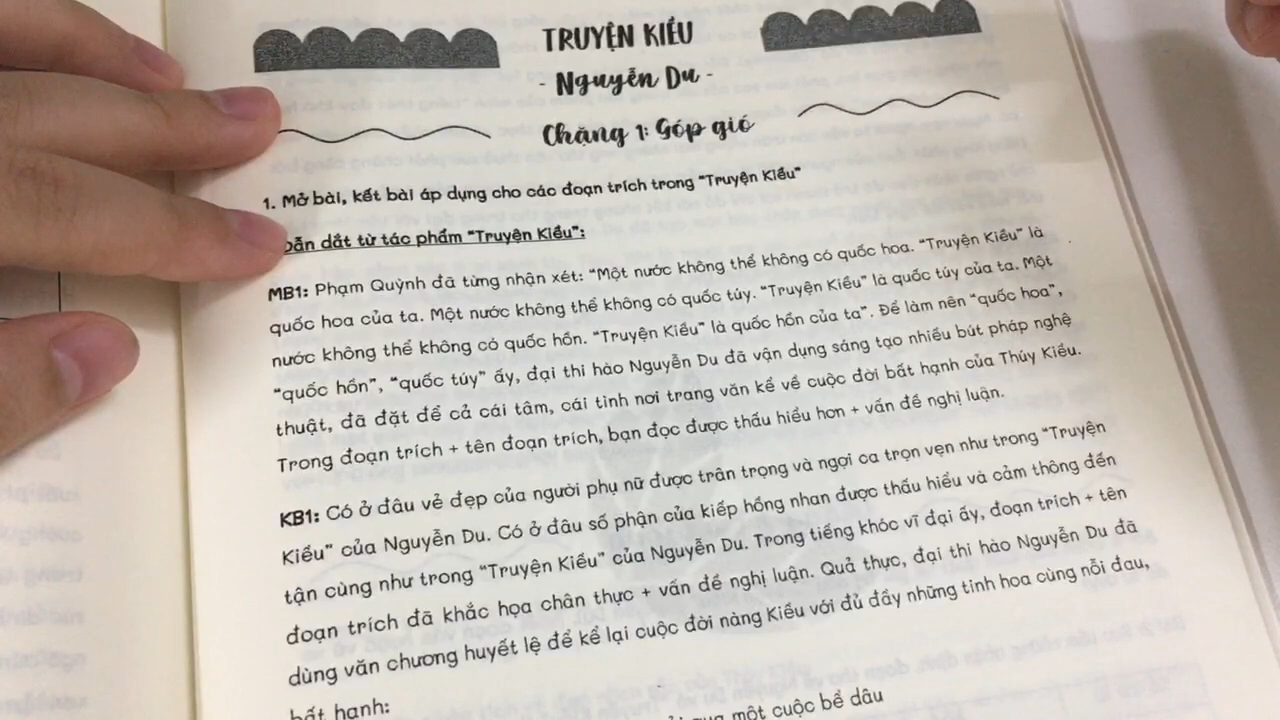 TRUYỆN KIỀU
- Nguyễn Du -
Chặng 1: Góp gió
1. Mở bài, kết bài áp dụng cho các đoạn trích trong "Truyện Kiều"
dẫn dắt từ tác phẩm "Truyện Kiều":
MB1: Phạm Quỳnh đã từng nhận xét: "Một nước không thể không có quốc hoa. "Truyện Kiều" là
quốc hoa của ta. Một nước không thể không có quốc túy. "Truyện Kiều" là quốc túy của ta. Một
nước không thể không có quốc hồn. "Truyện Kiều" là quốc hồn của ta". Để làm nên "quốc hoa",
"quốc hồn", "quốc túy" ấy, đại thi hào Nguyễn Du đã vận dụng sáng tạo nhiều bút pháp nghệ
thuật, đã đặt để cả cái tâm, cái tình nơi trang văn kể về cuộc đời bất hạnh của Thúy Kiều.
Trong đoạn trích + tên đoạn trích, bạn đọc được thấu hiểu hơn + vấn đề nghị luận.
KB1: Có ở đâu vẻ đẹp của người phụ nữ được trân trọng và ngợi ca trọn vẹn như trong "Truyện
Kiều" của Nguyễn Du. Có ở đâu số phận của kiếp hồng nhan được thấu hiểu và cảm thông đến
tận cùng như trong "Truyện Kiều" của Nguyễn Du. Trong tiếng khóc vĩ đại ấy, đoạn trích + tên
đoạn trích đã khắc họa chân thực + vấn đề nghị luận. Quả thực, đại thi hào Nguyễn Du đã
dùng văn chương huyết lệ để kể lại cuộc đời nàng Kiều với đủ đầy những tinh hoa cùng nỗi đau,
bất hạnh:
qua một cuộc bể dâu